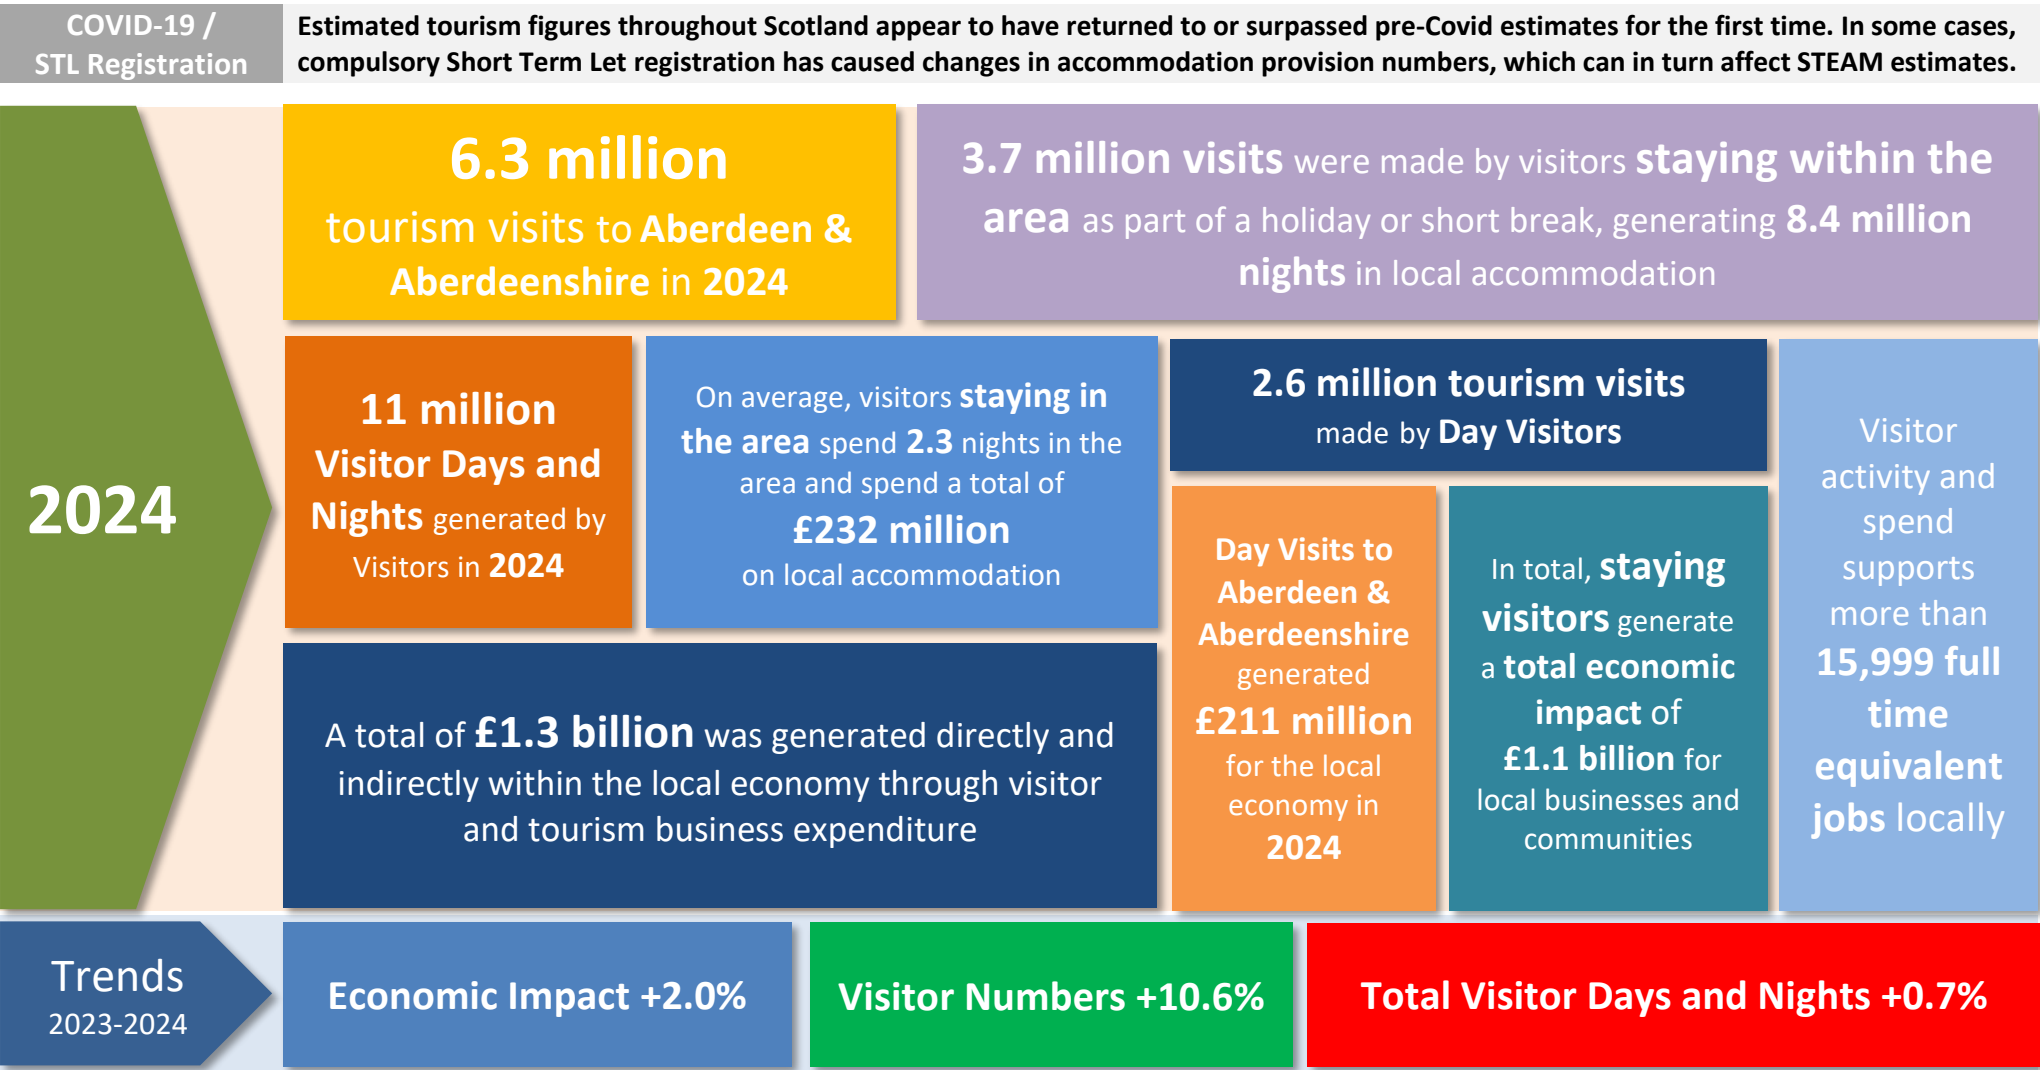 COVID-19 /
STL Registration
Estimated tourism figures throughout Scotland appear to have returned to or surpassed pre-Covid estimates for the first time. In some cases,
compulsory Short Term Let registration has caused changes in accommodation provision numbers, which can in turn affect STEAM estimates.
2024
6.3 million
tourism visits to Aberdeen &
Aberdeenshire in 2024
3.7 million visits were made by visitors staying within the
area as part of a holiday or short break, generating 8.4 million
nights in local accommodation
11 million
Visitor Days and
Nights generated by
Visitors in 2024
On average, visitors staying in
the area spend 2.3 nights in the
area and spend a total of
£232 million
on local accommodation
2.6 million tourism visits
made by Day Visitors
Visitor
activity and
spend
supports
more than
15,999 full
time
equivalent
jobs locally
A total of £1.3 billion was generated directly and
indirectly within the local economy through visitor
and tourism business expenditure
Day Visits to
Aberdeen &
Aberdeenshire
generated
£211 million
for the local
economy in
2024
In total, staying
visitors generate
a total economic
impact of
£1.1 billion for
local businesses and
communities
Trends
2023-2024
Economic Impact +2.0%
Visitor Numbers +10.6%
Total Visitor Days and Nights +0.7%